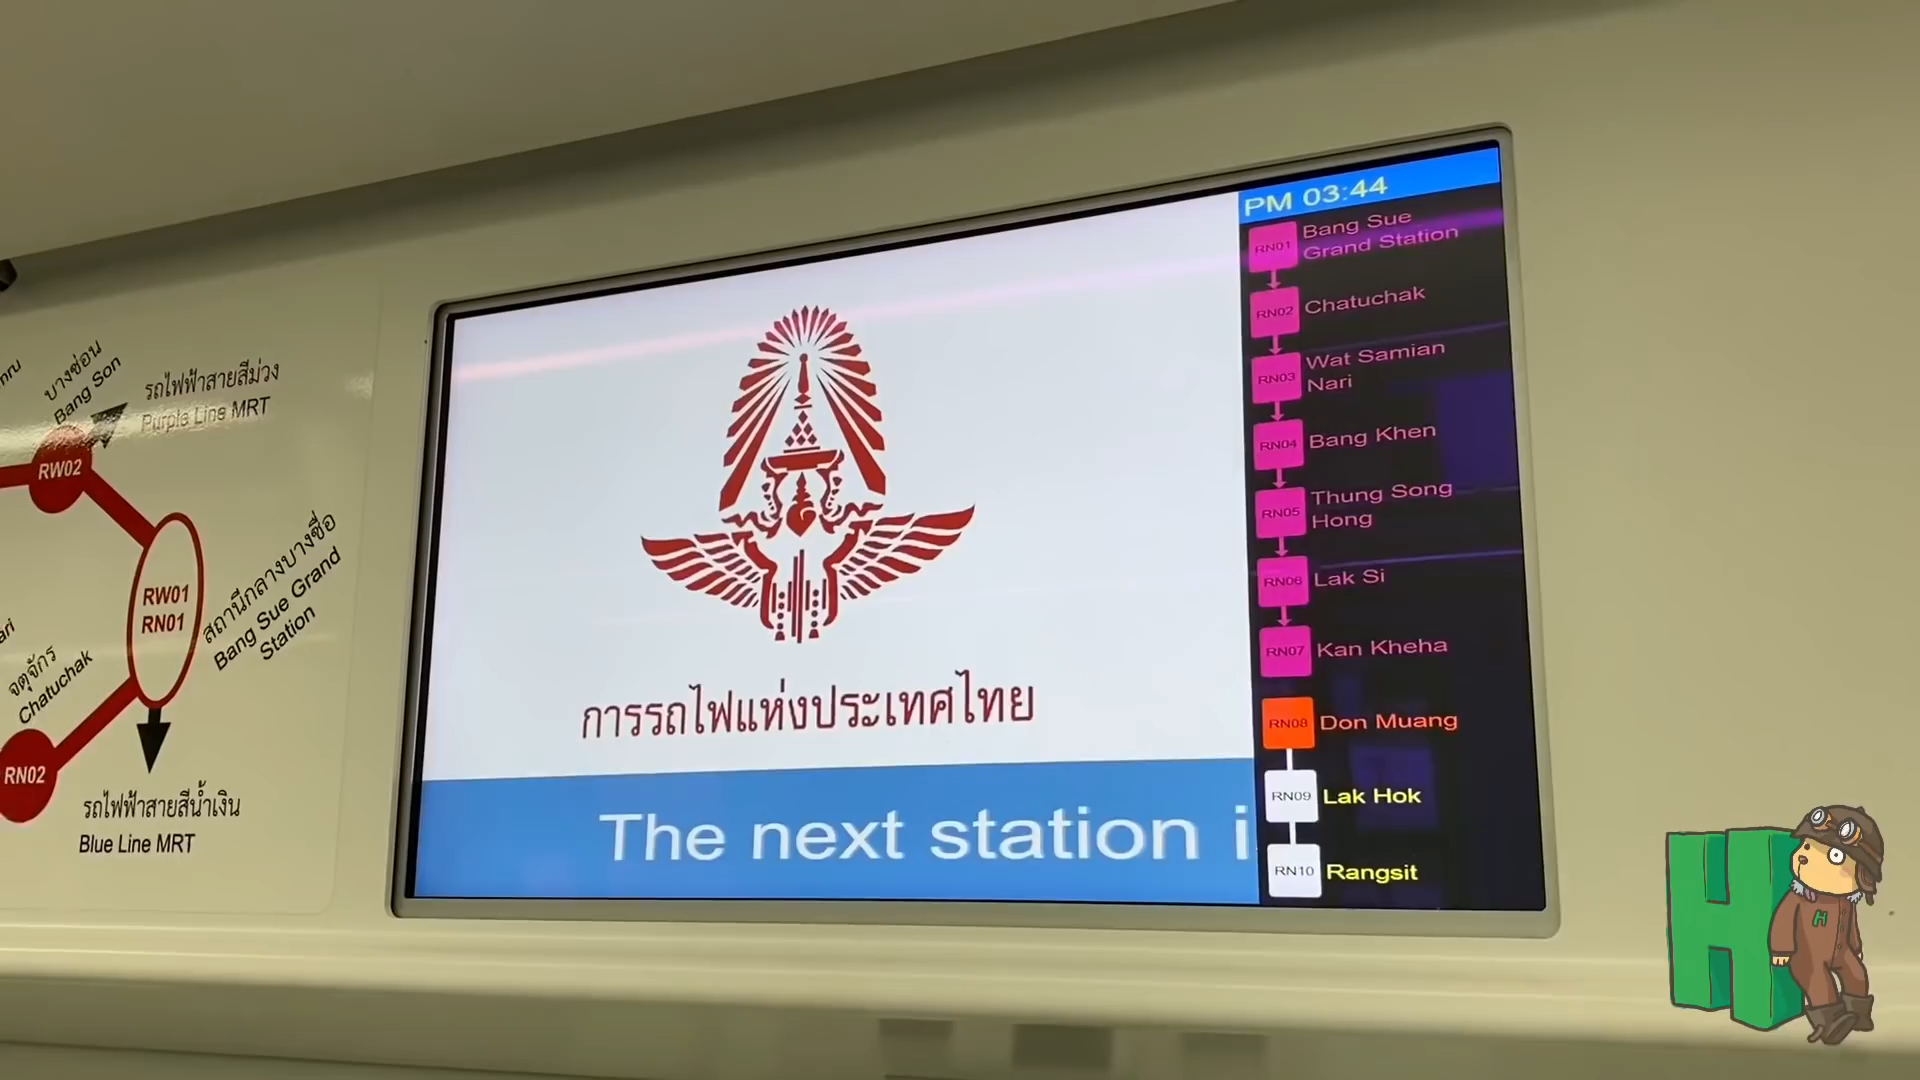 บางซ่อน
Bang Son
รถไฟฟ้าสายสีม่วง
Purple Line MRT
RW02
RW01
RN01
สถานีกลางบางซื่อ
Bang Sue Grand
Station
จตุจักร
Chatuchak
RN02
รถไฟฟ้าสายสีน้ำเงิน
Blue Line MRT
การรถไฟแห่งประเทศไทย
The next station i
PM 03:44
RN01 Bang Sue
Grand Station
RN02 Chatuchak
RN03 Wat Samian
Nari
RN04 Bang Khen
RN05 Thung Song
Hong
RN06 Lak Si
RN07 Kan Kheha
RN08 Don Muang
RN09 Lak Hok
RN10 Rangsit
H
H